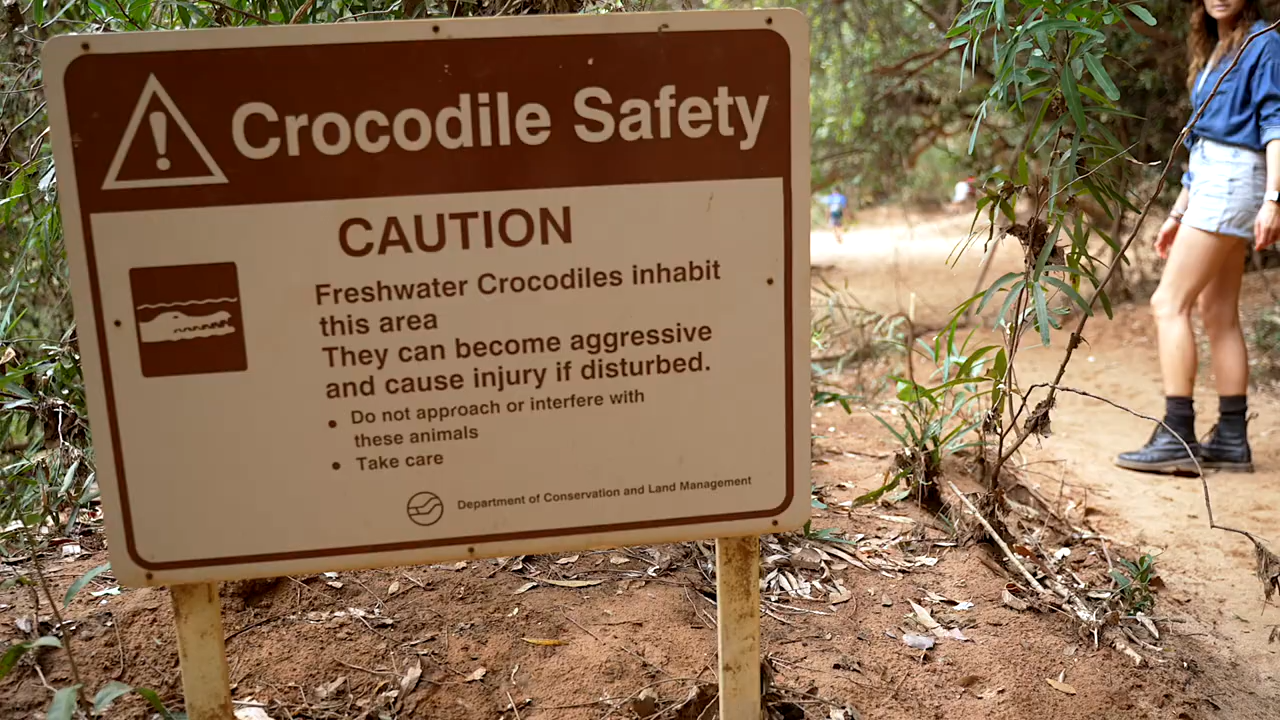 Crocodile Safety
CAUTION
Freshwater Crocodiles inhabit
this area
They can become aggressive
and cause injury if disturbed.
• Do not approach or interfere with
these animals
• Take care
Department of Conservation and Land Management